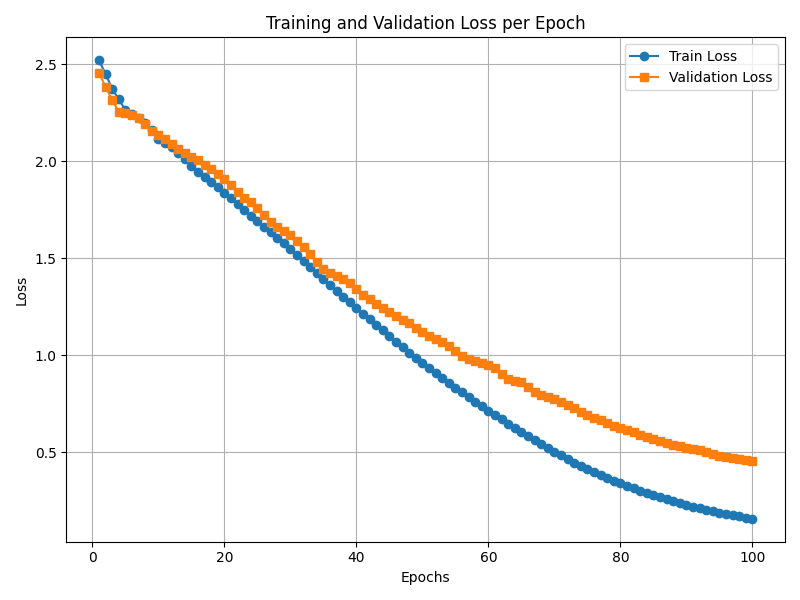 Training and Validation Loss per Epoch
Train Loss
Validation Loss
2.5
2.0
1.5
1.0
0.5
Loss
0 20 40 60 80 100
Epochs